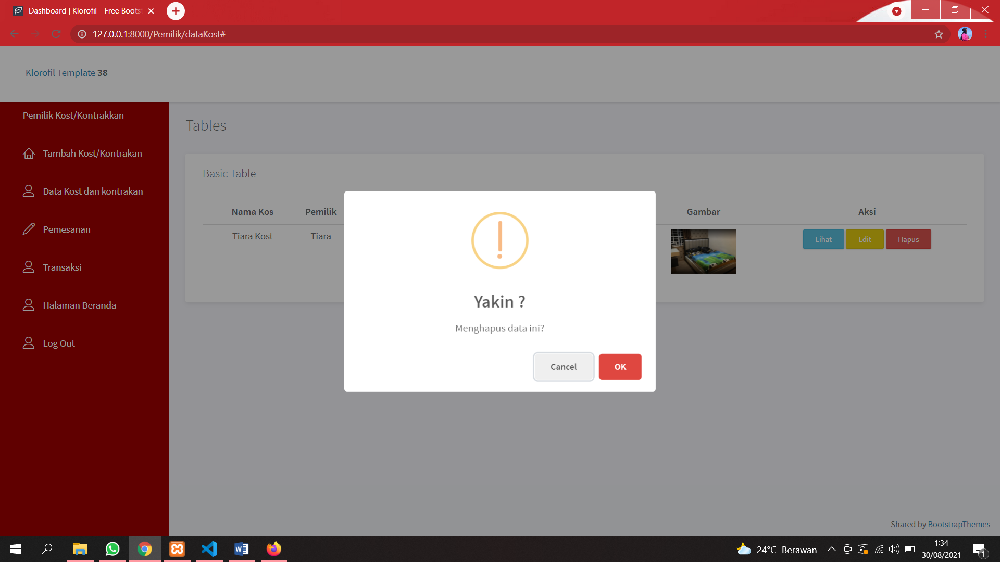 Dashboard | Klorofil - Free Boots
127.0.0.1:8000/Pemilik/dataKost#
Klorofil Template 38
Pemilik Kost/Kontrakkan
Tambah Kost/Kontrakan
Data Kost dan kontrakan
Pemesanan
Transaksi
Halaman Beranda
Log Out
Tables
Basic Table
Nama Kos Pemilik Gambar Aksi
Tiara Kost Tiara Lihat Edit Hapus
Yakin ?
Menghapus data ini?
Cancel OK
Shared by BootstrapThemes
24°C Berawan
1:34
30/08/2021
1